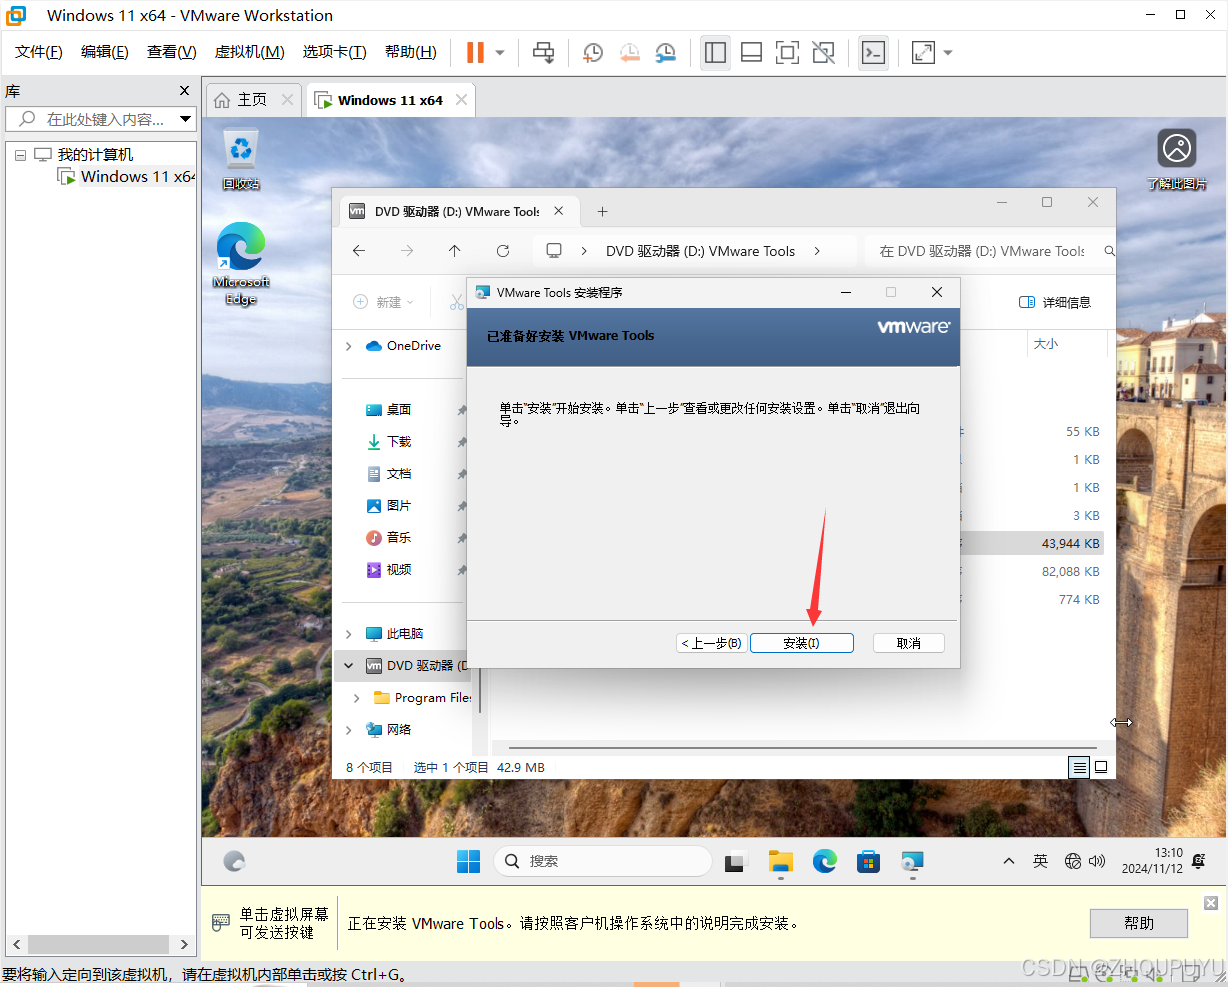 Windows 11 x64 - VMware Workstation
文件(F) 编辑(E) 查看(V) 虚拟机(M) 选项卡(T) 帮助(H)
库
在此处键入内容...
我的计算机
Windows 11 x64
主页
Windows 11 x64
回收站
Microsoft
Edge
了解此图片
DVD 驱动器 (D:) VMware Tools
DVD 驱动器 (D:) VMware Tools
在 DVD 驱动器 (D:) VMware Tools
新建
详细信息
OneDrive
桌面
下载
文档
图片
音乐
视频
此电脑
DVD 驱动器 (D
Program Files
网络
大小
55 KB
1 KB
1 KB
3 KB
43,944 KB
82,088 KB
774 KB
8 个项目 选中 1 个项目 42.9 MB
VMware Tools 安装程序
已准备好安装 VMware Tools
vmware
单击"安装"开始安装。单击"上一步"查看或更改任何安装设置。单击"取消"退出向
导。
< 上一步(B) 安装(I) 取消
搜索
英
13:10
2024/11/12
单击虚拟屏幕
可发送按键
正在安装 VMware Tools。请按照客户机操作系统中的说明完成安装。
帮助
要将输入定向到该虚拟机，请在虚拟机内部单击或按 Ctrl+G。
CSDN @ZHOUPUYU